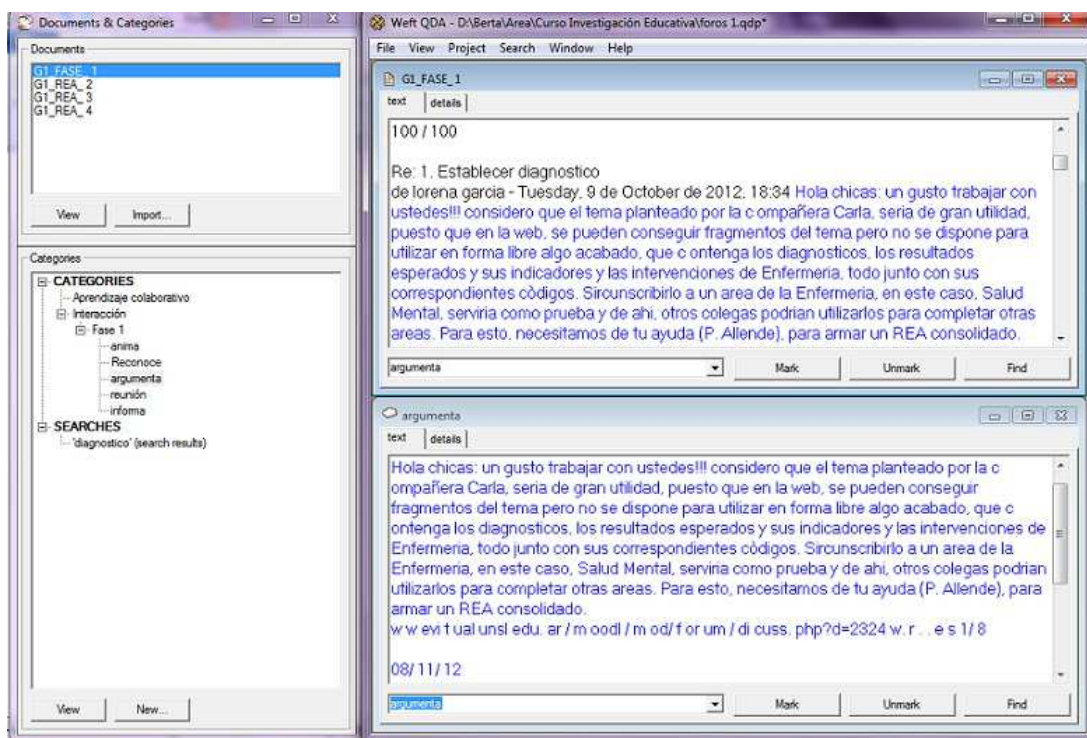 Documents & Categories
Documents
G1_FASE_ 1
G1_REA_ 2
G1_REA_ 3
G1_REA_ 4
View
Import...
Categories
CATEGORIES
Aprendizaje colaborativo
Interacción
Fase 1
anima
Reconoce
argumenta
reunión
informa
SEARCHES
'diagnostico' (search results)
View
New...
Weft QDA - D:\Berta\Area\Curso Investigación Educativa\foros 1.qdp*
File View Project Search Window Help
G1_FASE_1
text details
100 / 100
Re: 1. Establecer diagnostico
de lorena garcia - Tuesday, 9 de October de 2012, 18:34 Hola chicas: un gusto trabajar con
ustedes!!! considero que el tema planteado por la c ompañera Carla, seria de gran utilidad,
puesto que en la web, se pueden conseguir fragmentos del tema pero no se dispone para
utilizar en forma libre algo acabado, que c ontenga los diagnosticos, los resultados
esperados y sus indicadores y las intervenciones de Enfermeria, todo junto con sus
correspondientes còdigos. Sircunscribirlo a un area de la Enfermeria, en este caso, Salud
Mental, serviria como prueba y de ahi, otros colegas podrian utilizarlos para completar otras
areas. Para esto, necesitamos de tu ayuda (P. Allende), para armar un REA consolidado.
argumenta Mark Unmark Find
argumenta
text details
Hola chicas: un gusto trabajar con ustedes!!! considero que el tema planteado por la c
ompañera Carla, seria de gran utilidad, puesto que en la web, se pueden conseguir
fragmentos del tema pero no se dispone para utilizar en forma libre algo acabado, que c
ontenga los diagnosticos, los resultados esperados y sus indicadores y las intervenciones de
Enfermeria, todo junto con sus correspondientes còdigos. Sircunscribirlo a un area de la
Enfermeria, en este caso, Salud Mental, serviria como prueba y de ahi, otros colegas podrian
utilizarlos para completar otras areas. Para esto, necesitamos de tu ayuda (P. Allende), para
armar un REA consolidado.
w w evi t ual unsl edu. ar / m oodl / m od/ f or um / di cuss. php?d=2324 w. r . . e s 1/ 8
08/ 11/ 12
argumenta Mark Unmark Find